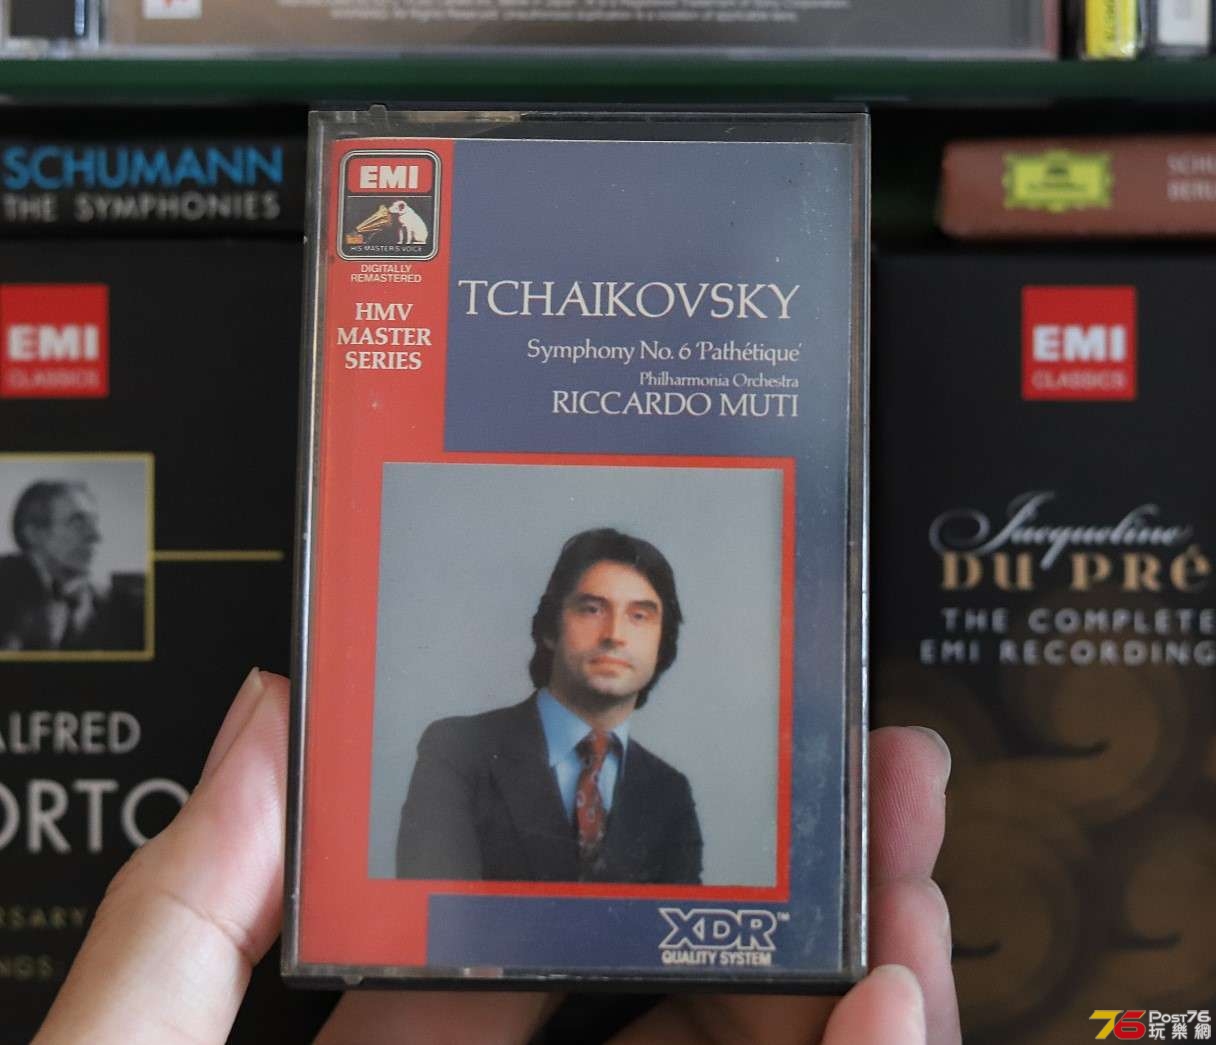 SCHUMANN
THE SYMPHONIES
EMI
CLASSICS
ALFRED
EMI
HIS MASTER'S VOICE
DIGITALLY
REMASTERED
HMV
MASTER
SERIES
TCHAIKOVSKY
Symphony No. 6 'Pathétique'
Philharmonia Orchestra
RICCARDO MUTI
XDR™
QUALITY SYSTEM
EMI
CLASSICS
Jacqueline
DU PRÉ
THE COMPLETE
EMI RECORDING
76 POST76
玩樂網